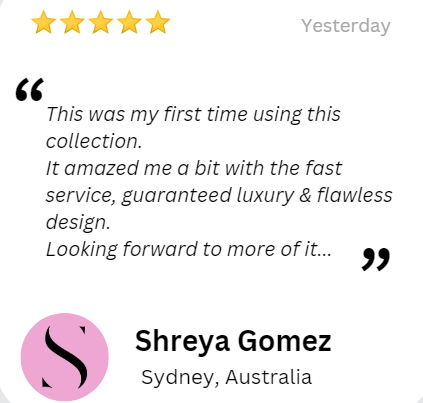 Yesterday
“
This was my first time using this
collection.
It amazed me a bit with the fast
service, guaranteed luxury & flawless
design.
Looking forward to more of it...
”
S
Shreya Gomez
Sydney, Australia